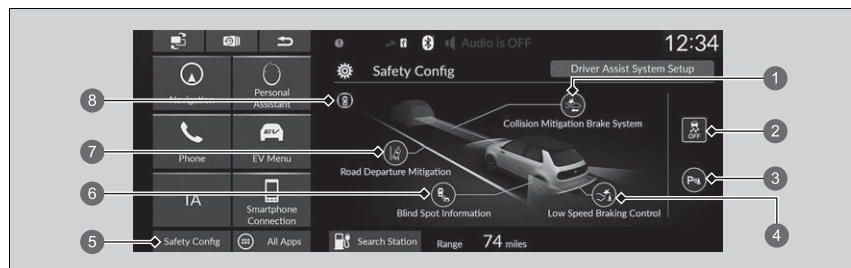 Audio is OFF
12:34
Safety Config
Driver Assist System Setup
1
8
Navigation
Personal
Assistant
Collision Mitigation Brake System
OFF
2
7
Phone
EV Menu
Road Departure Mitigation
3
6
TA
Smartphone
Connection
Blind Spot Information
Low Speed Braking Control
4
5
Safety Config
All Apps
Search Station
Range
74 miles